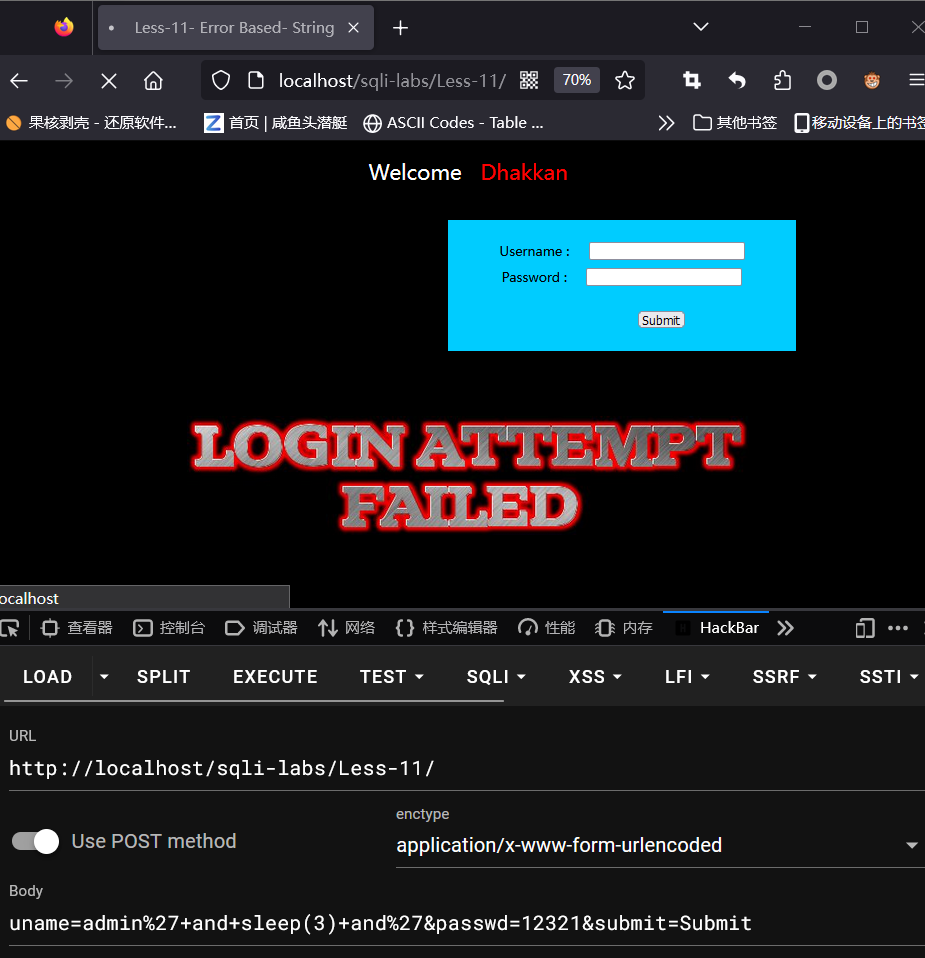 Less-11- Error Based- String
localhost/sqli-labs/Less-11/ 70%
果核剥壳 - 还原软件... 首页 | 咸鱼头潜艇 ASCII Codes - Table ... 其他书签 移动设备上的书签
Welcome Dhakkan
Username :
Password :
Submit
LOGIN ATTEMPT
FAILED
ocalhost
查看器 控制台 调试器 网络 样式编辑器 性能 内存 HackBar
LOAD SPLIT EXECUTE TEST SQLI XSS LFI SSRF SSTI
URL
http://localhost/sqli-labs/Less-11/
enctype
Use POST method application/x-www-form-urlencoded
Body
uname=admin%27+and+sleep(3)+and%27&passwd=12321&submit=Submit